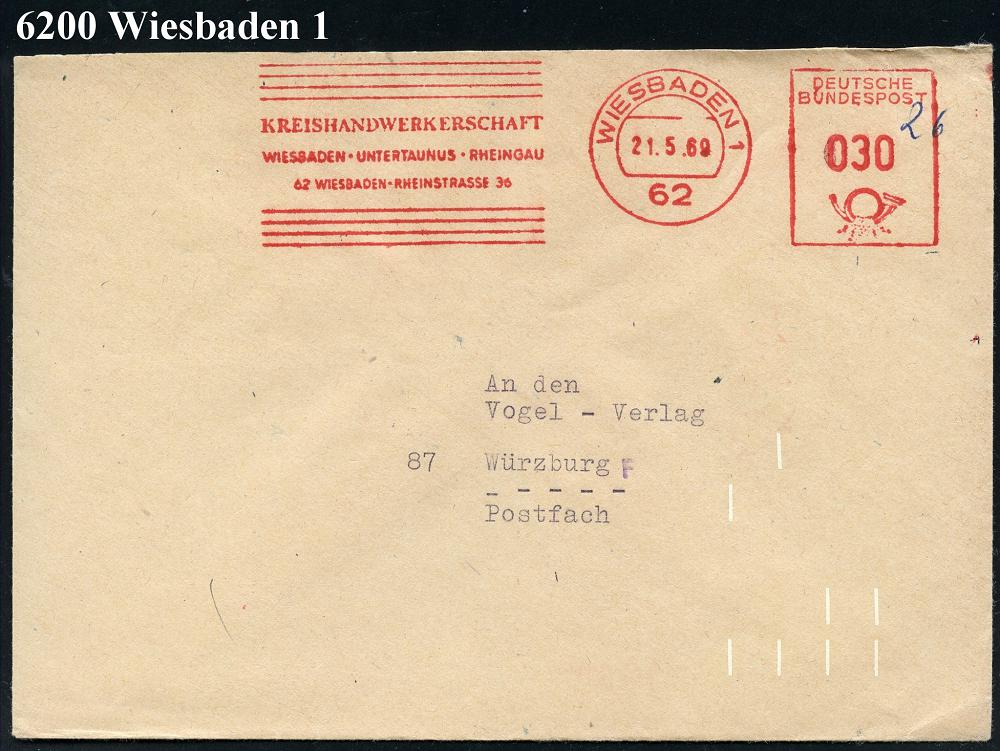 6200 Wiesbaden 1
KREISHANDWERKERSCHAFT
WIESBADEN · UNTERTAUNUS · RHEINGAU
62 WIESBADEN - RHEINSTRASSE 36
WIESBADEN 1
21.5.69
62
DEUTSCHE
BUNDESPOST
26
030
An den
Vogel - Verlag
87 Würzburg F
- - - - -
Postfach